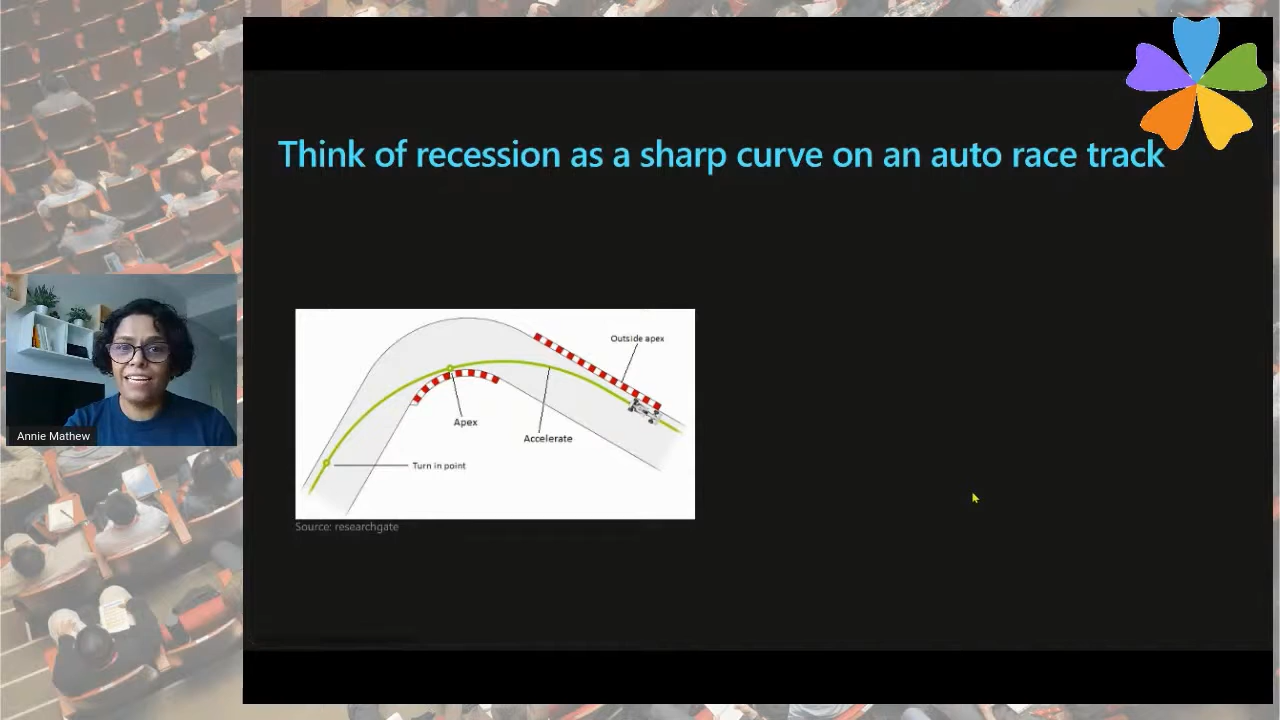 Think of recession as a sharp curve on an auto race track
Outside apex
Apex
Accelerate
Turn in point
Source: researchgate
Annie Mathew